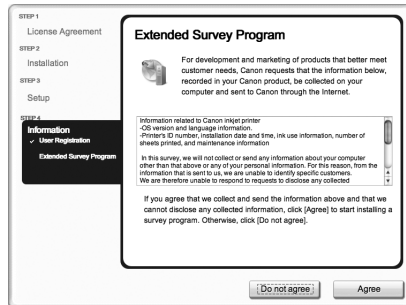 STEP 1
License Agreement
STEP 2
Installation
STEP 3
Setup
STEP 4
Information
User Registration
Extended Survey Program
Extended Survey Program
For development and marketing of products that better meet
customer needs, Canon requests that the information below,
recorded in your Canon product, be collected on your
computer and sent to Canon through the Internet.
Information related to Canon inkjet printer
-OS version and language information.
-Printer's ID number, installation date and time, ink use information, number of
sheets printed, and maintenance information
In this survey, we will not collect or send any information about your computer
other than that above or any of your personal information. For this reason, from the
information that is sent to us, we are unable to identify specific customers.
We are therefore unable to respond to requests to disclose any collected
If you agree that we collect and send the information above and that we
cannot disclose any collected information, click [Agree] to start installing a
survey program. Otherwise, click [Do not agree].
Do not agree
Agree